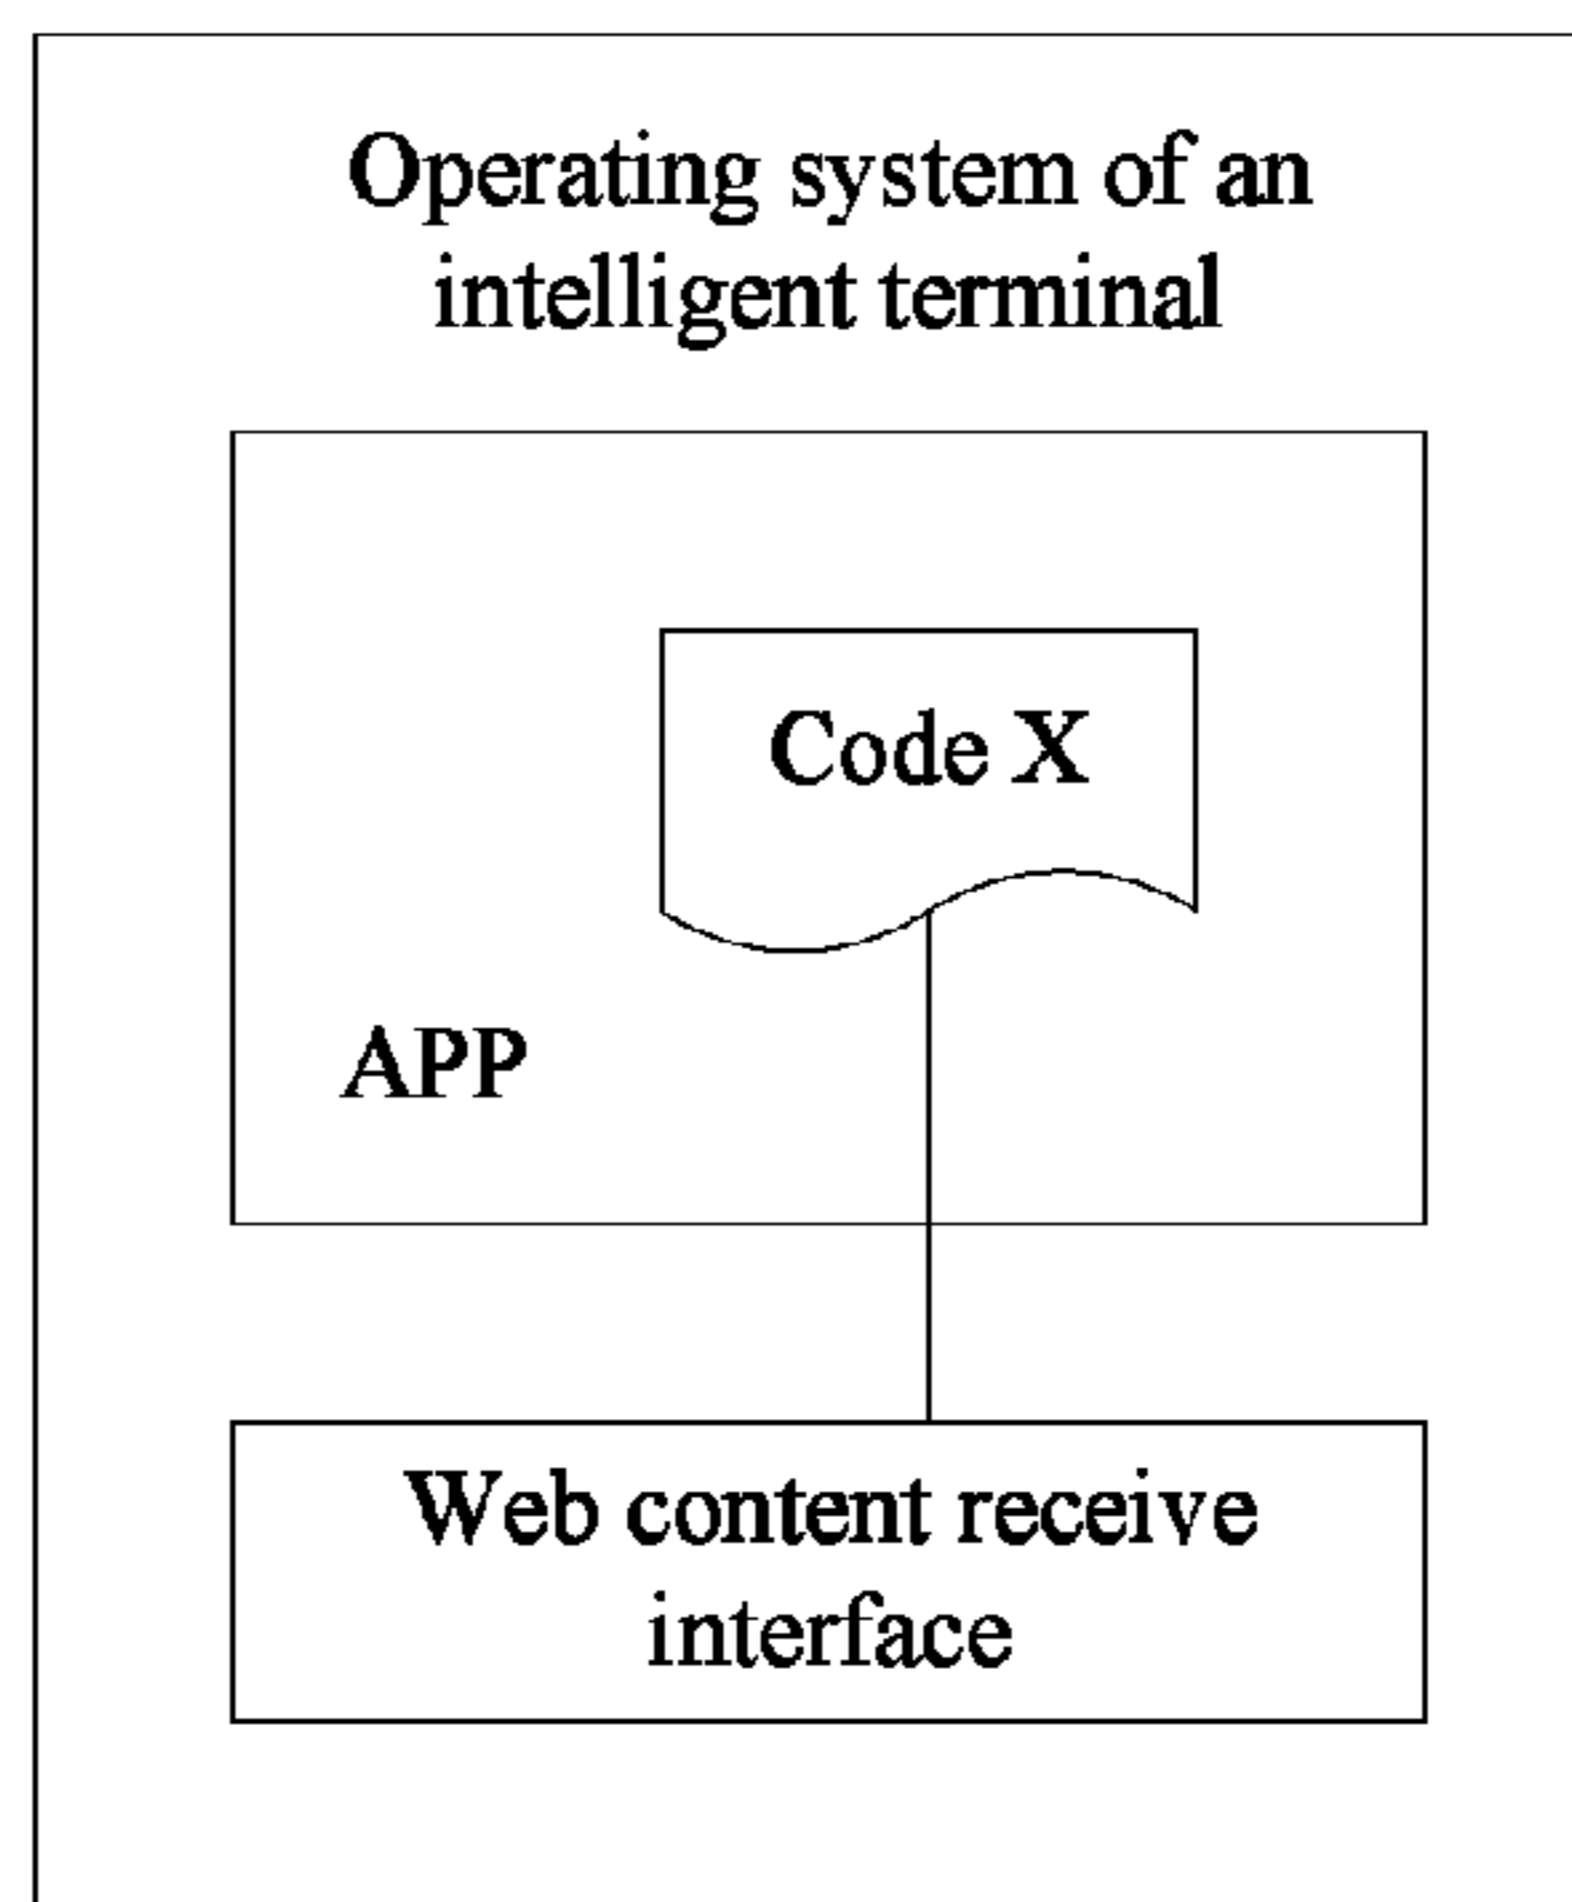 Operating system of an
intelligent terminal
Code X
APP
Web content receive
interface